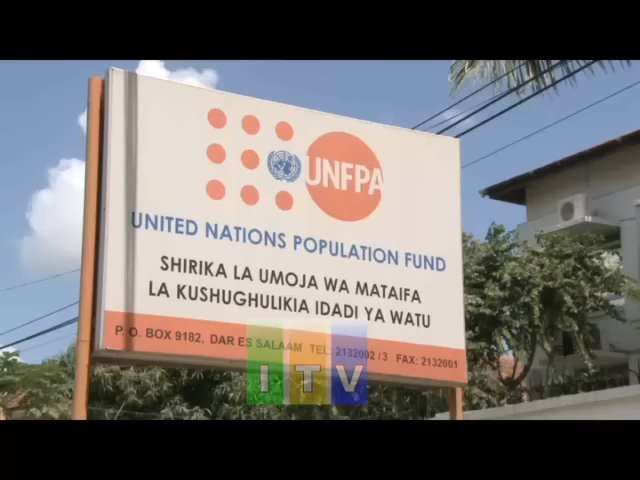 UNFPA
UNITED NATIONS POPULATION FUND
SHIRIKA LA UMOJA WA MATAIFA
LA KUSHUGHULIKIA IDADI YA WATU
P. O. BOX 9182, DAR ES SALAAM TEL: 2132002 / 3 FAX: 2132001
ITV